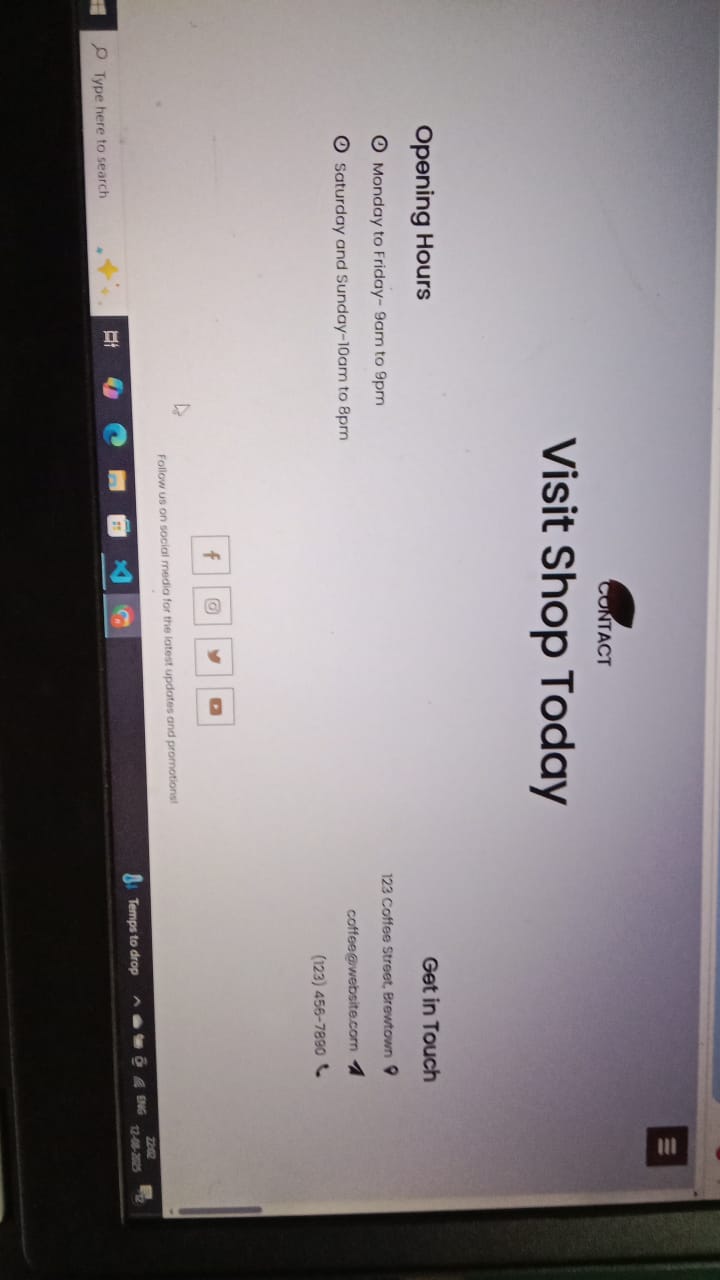 CONTACT
Visit Shop Today
Opening Hours
Monday to Friday- 9am to 9pm
Saturday and Sunday-10am to 8pm
Get in Touch
123 Coffee Street, Brewtown
coffee@website.com
(123) 456-7890
Follow us on social media for the latest updates and promotions!
Type here to search
Temps to drop
ENG
22:02
12-08-2025
12